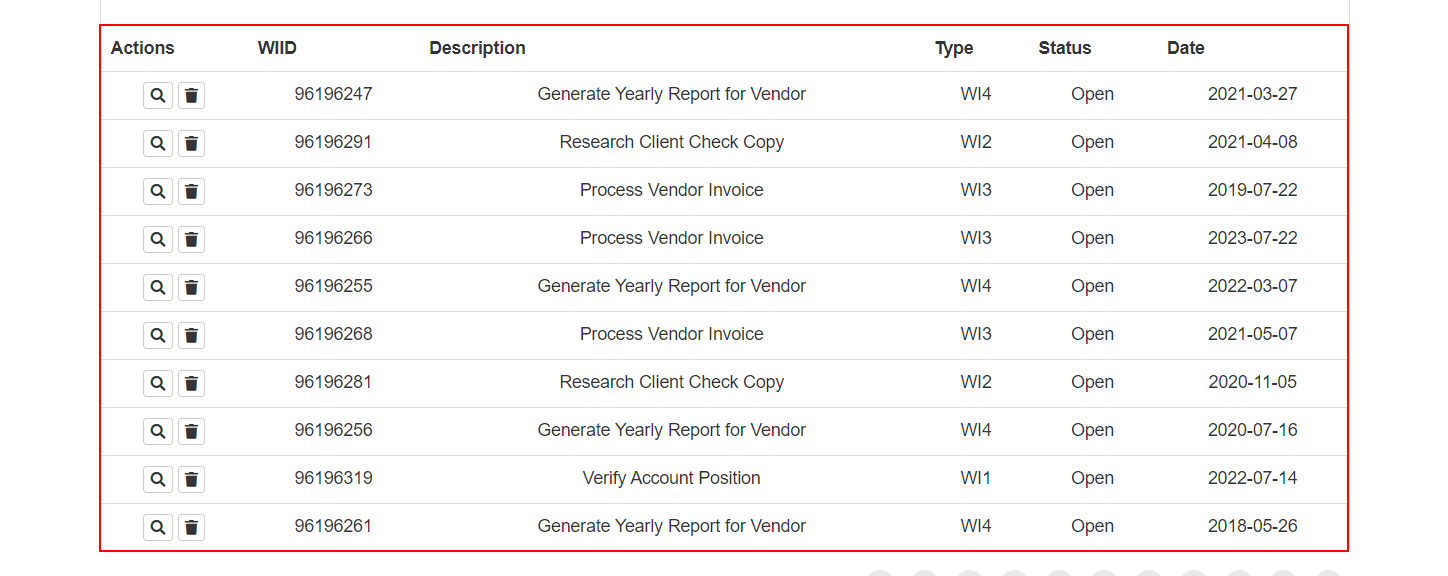 Actions WIID Description Type Status Date
96196247 Generate Yearly Report for Vendor WI4 Open 2021-03-27
96196291 Research Client Check Copy WI2 Open 2021-04-08
96196273 Process Vendor Invoice WI3 Open 2019-07-22
96196266 Process Vendor Invoice WI3 Open 2023-07-22
96196255 Generate Yearly Report for Vendor WI4 Open 2022-03-07
96196268 Process Vendor Invoice WI3 Open 2021-05-07
96196281 Research Client Check Copy WI2 Open 2020-11-05
96196256 Generate Yearly Report for Vendor WI4 Open 2020-07-16
96196319 Verify Account Position WI1 Open 2022-07-14
96196261 Generate Yearly Report for Vendor WI4 Open 2018-05-26